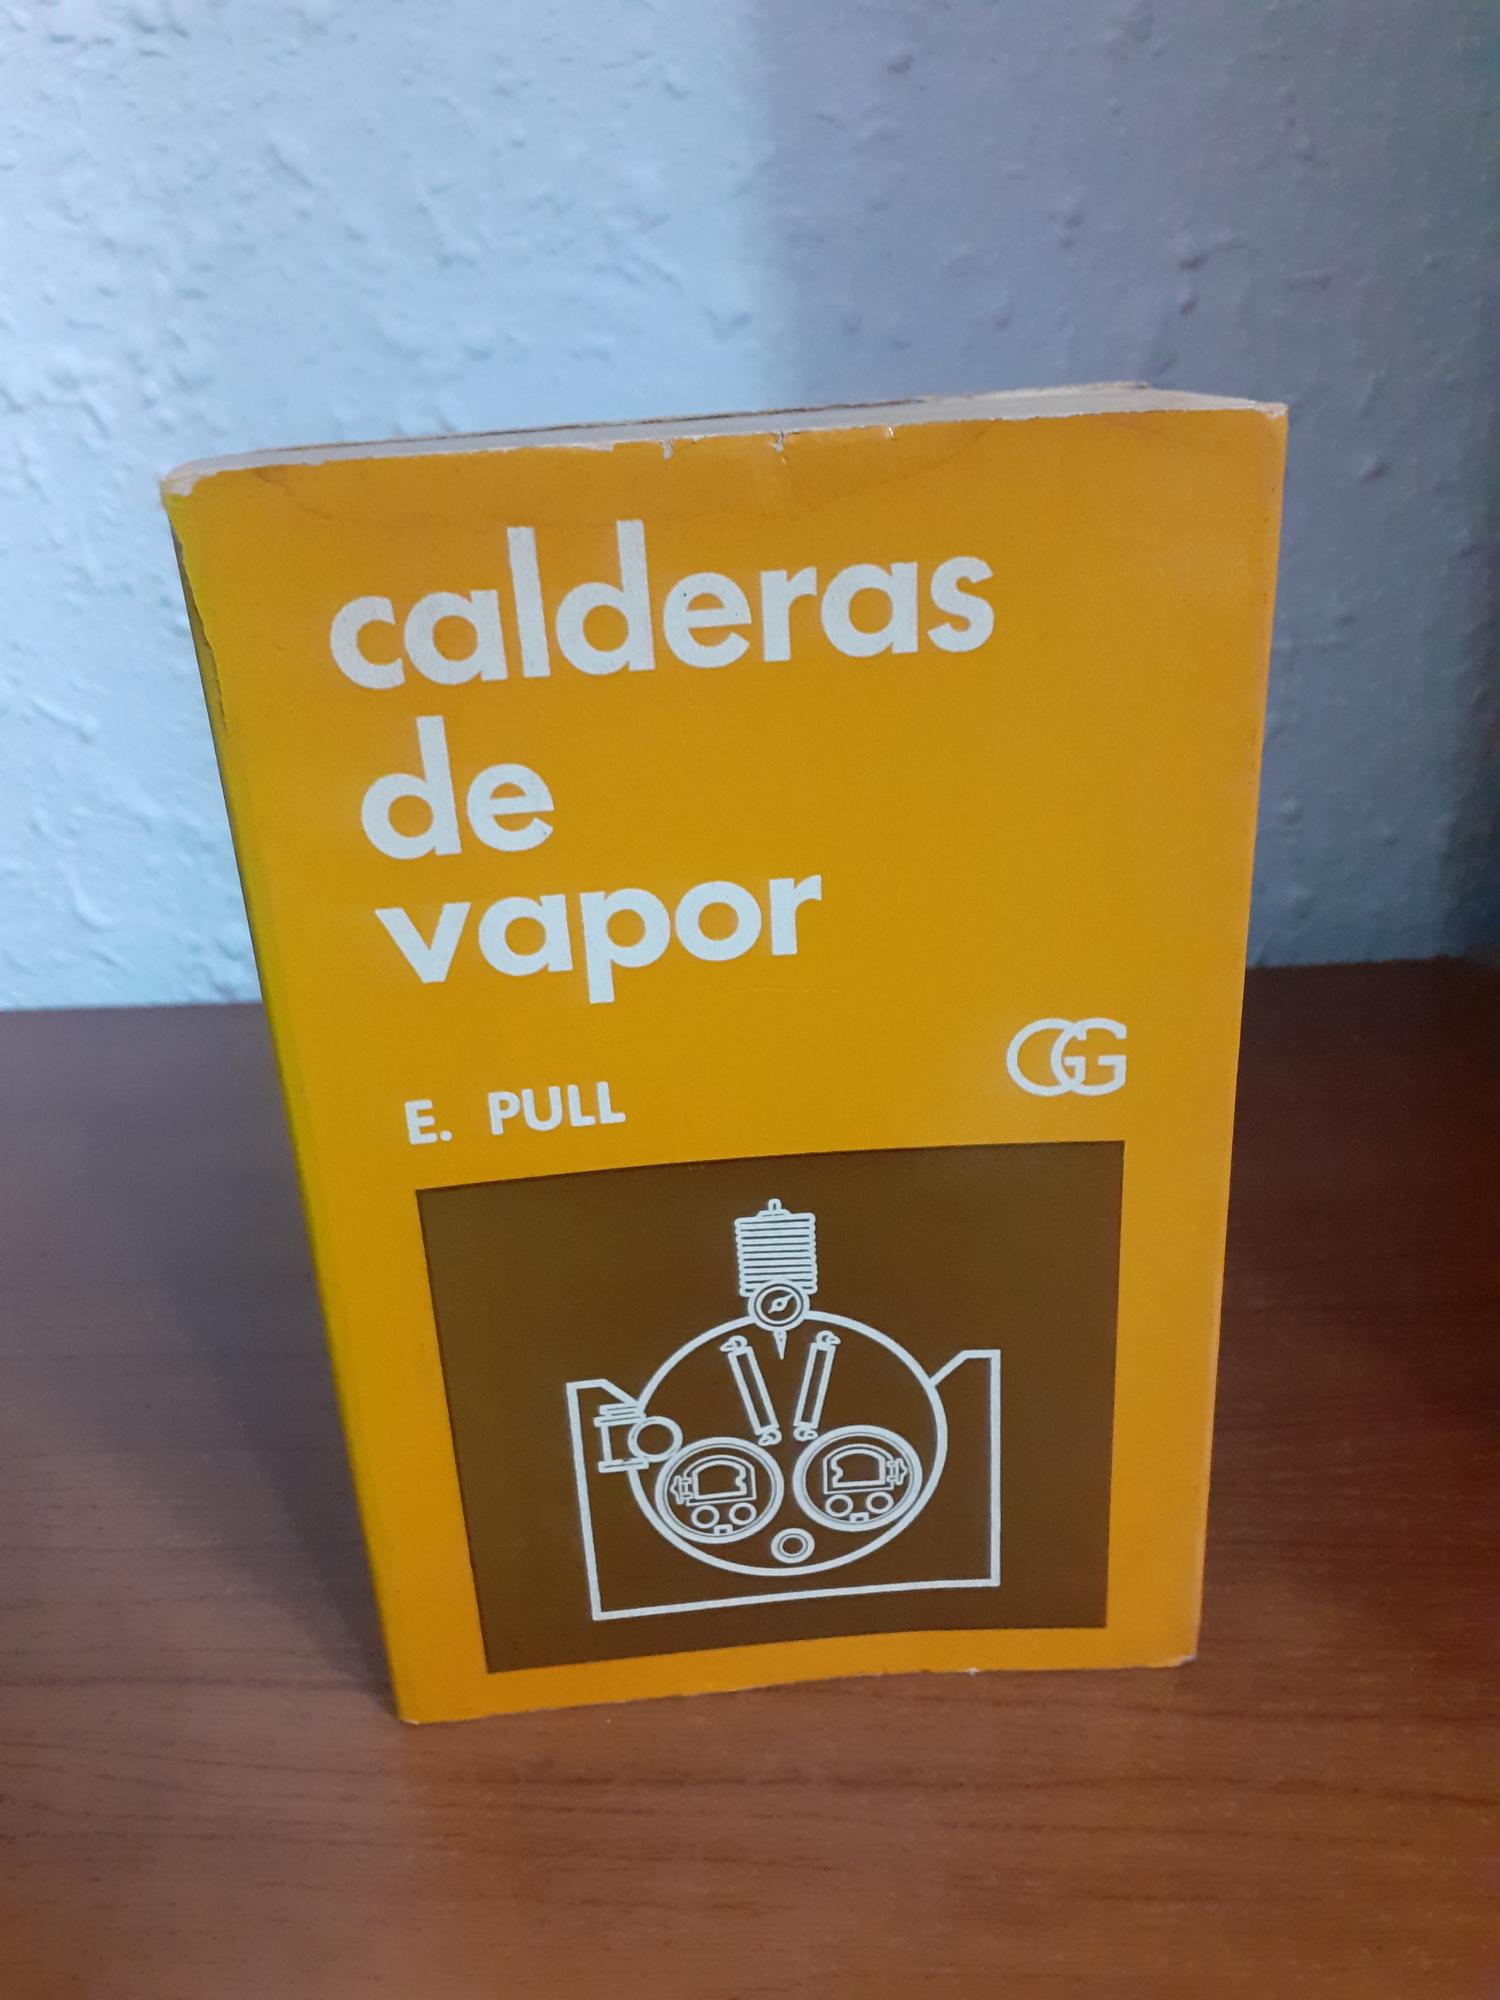 calderas
de
vapor
GG
E. PULL